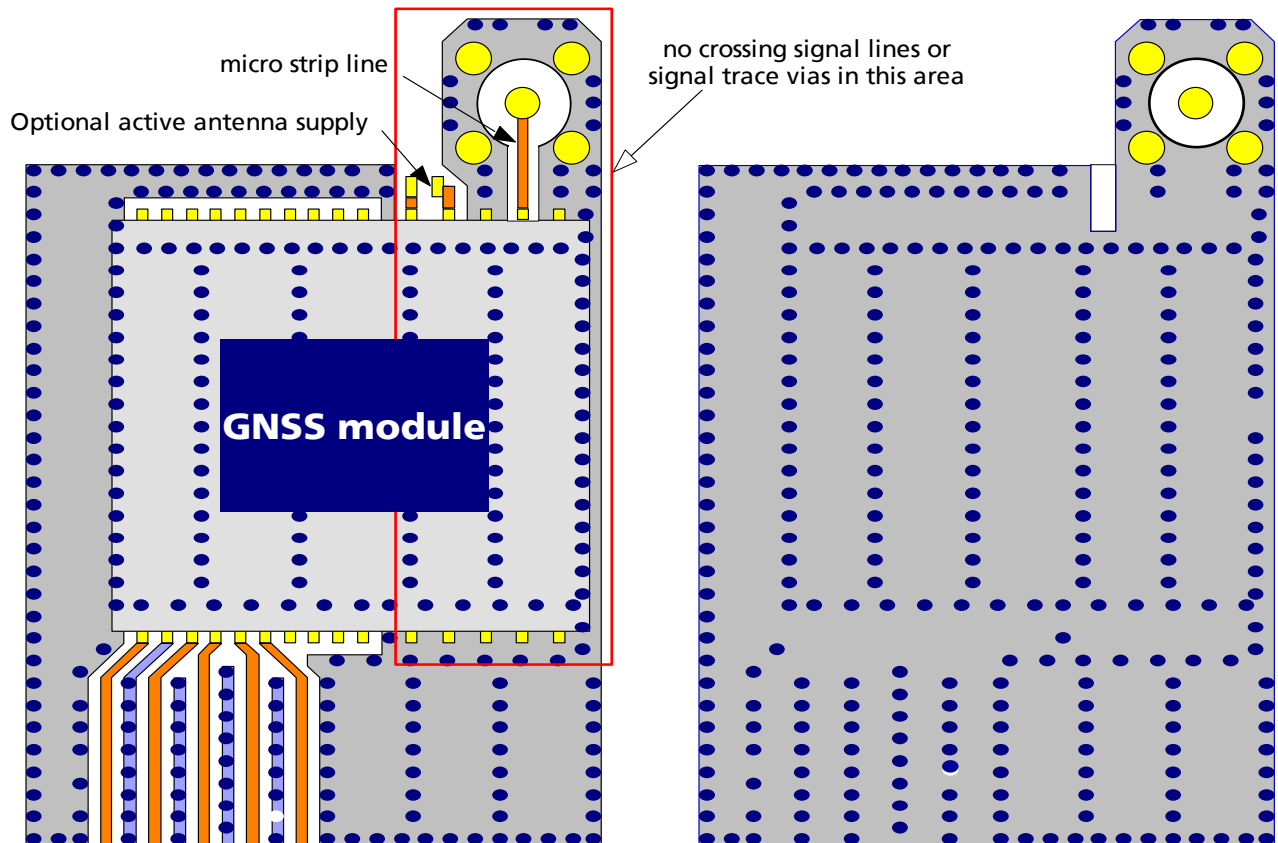 micro strip line
no crossing signal lines or
signal trace vias in this area
Optional active antenna supply
GNSS module